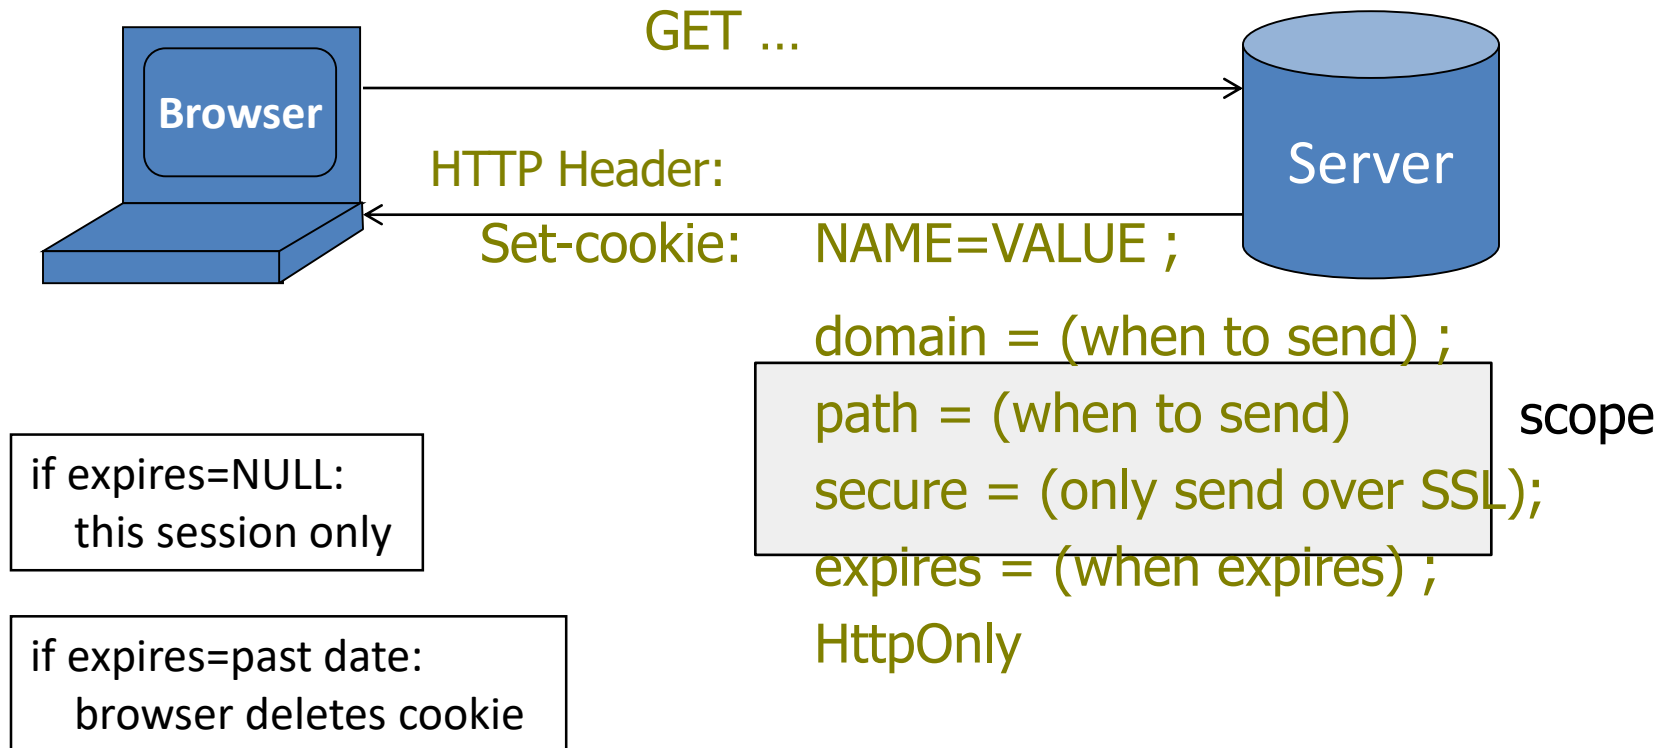 GET ...
Browser
Server
HTTP Header:
Set-cookie: NAME=VALUE ;
domain = (when to send) ;
path = (when to send)
scope
secure = (only send over SSL);
expires = (when expires) ;
HttpOnly
if expires=NULL:
this session only
if expires=past date:
browser deletes cookie